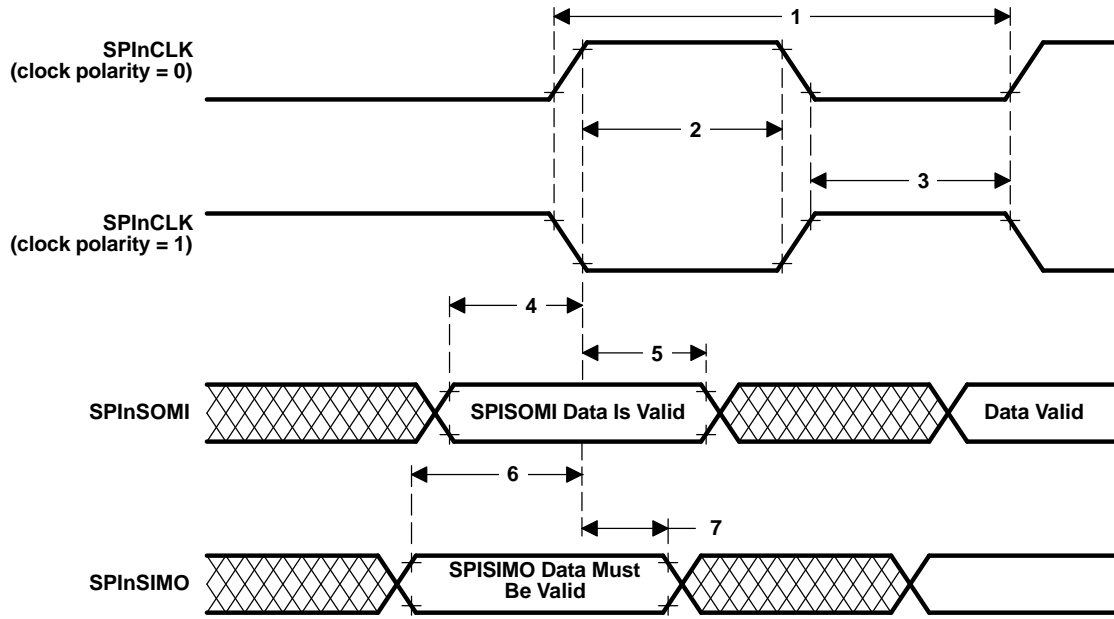 1
SPInCLK
(clock polarity = 0)
2
3
SPInCLK
(clock polarity = 1)
4
5
SPInSOMI
SPISOMI Data Is Valid
Data Valid
6
7
SPInSIMO
SPISIMO Data Must
Be Valid